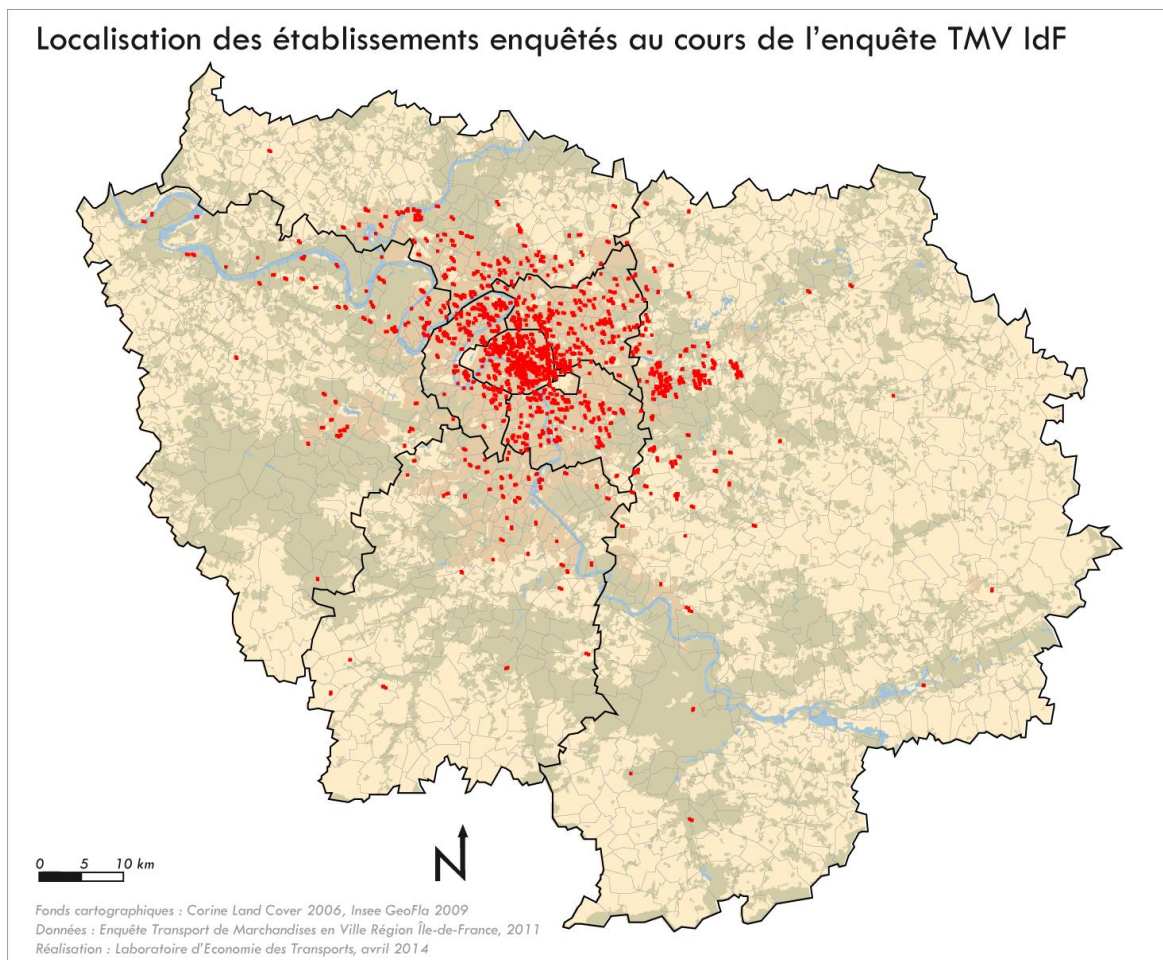 Localisation des établissements enquêtés au cours de l'enquête TMV IdF
N
0 5 10 km
Fonds cartographiques : Corine Land Cover 2006, Insee GeoFla 2009
Données : Enquête Transport de Marchandises en Ville Région Île-de-France, 2011
Réalisation : Laboratoire d'Economie des Transports, avril 2014